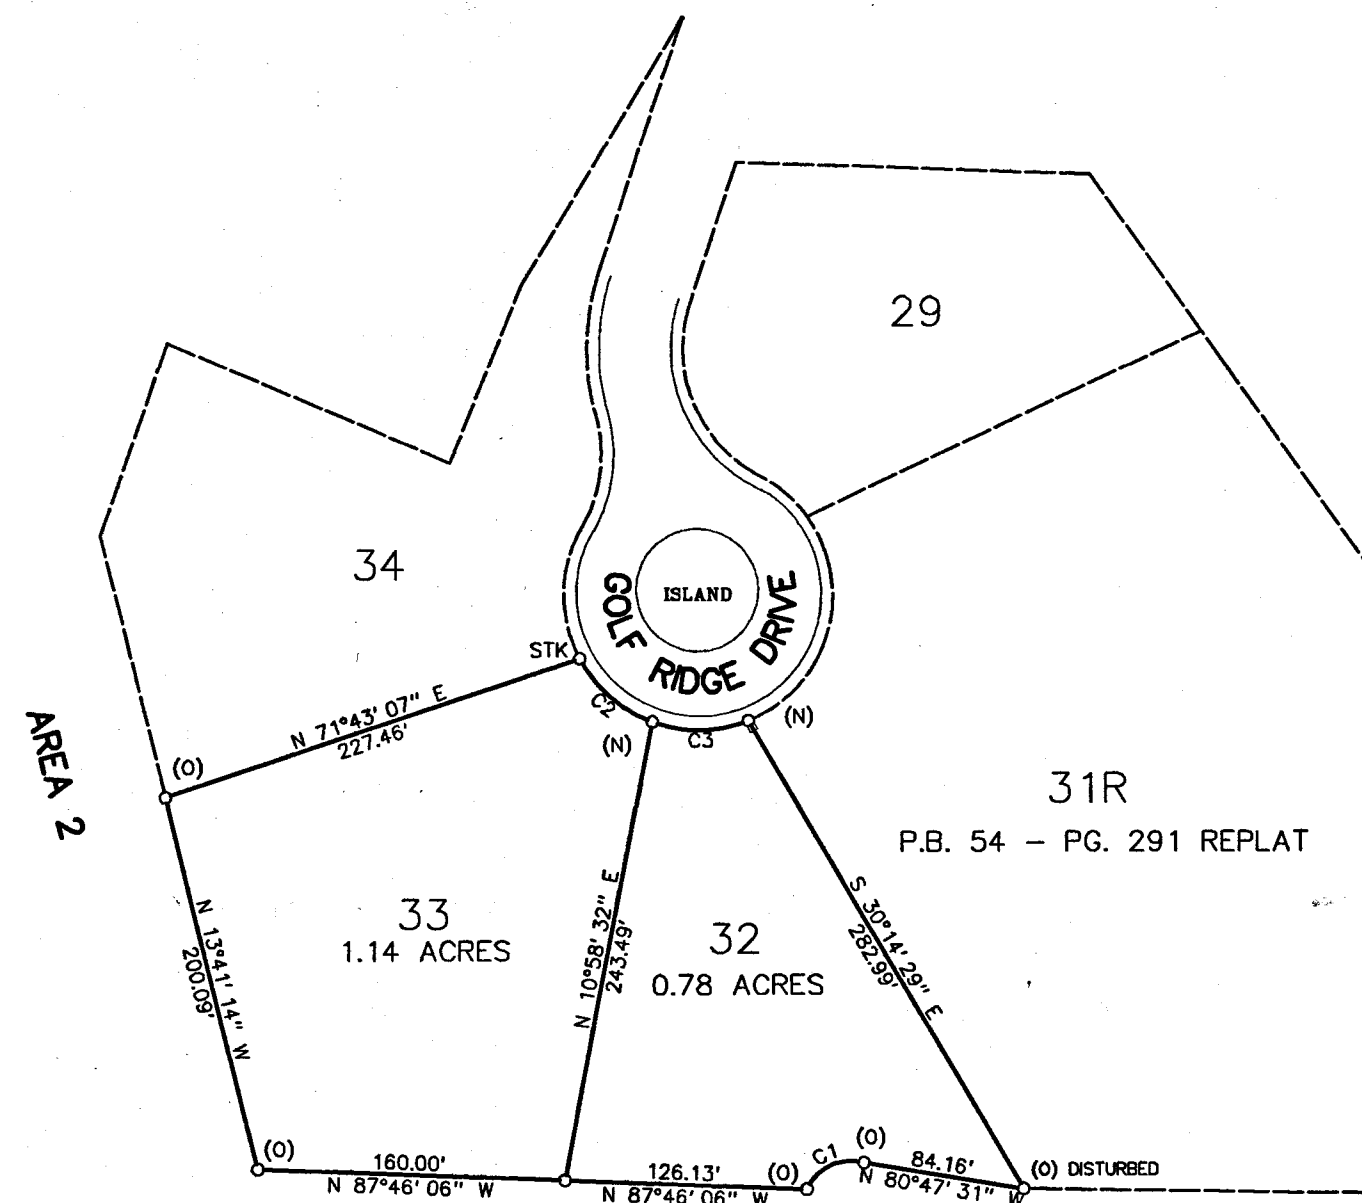 29
34
ISLAND
GOLF RIDGE DRIVE
STK
C2
(N)
C3
(N)
N 71°43' 07" E
227.46'
(O)
AREA 2
31R
P.B. 54 – PG. 291 REPLAT
33
1.14 ACRES
32
0.78 ACRES
N 13°41' 14" W
200.09'
N 10°58' 32" E
243.49'
S 30°14' 29" E
282.99'
(O)
160.00'
N 87°46' 06" W
126.13'
N 87°46' 06" W
(O)
C1
(O)
84.16'
N 80°47' 31" W
(O) DISTURBED